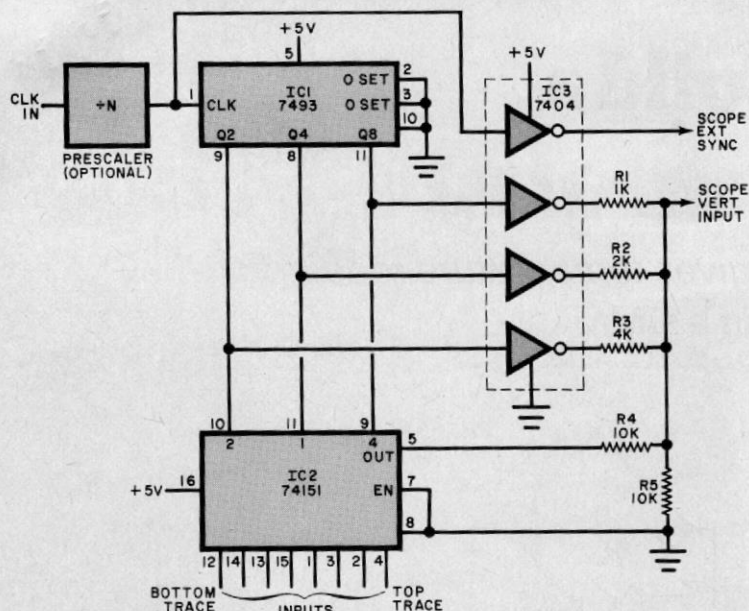 +5V
5
CLK IN
÷N
PRESCALER (OPTIONAL)
1
CLK
IC1
7493
O SET
2
O SET
3
10
Q2
Q4
Q8
9
8
11
+5V
IC3
7404
SCOPE EXT SYNC
R1
1K
SCOPE VERT INPUT
R2
2K
R3
4K
10
11
9
2
1
4
OUT
5
R4
10K
IC2
74151
+5V
16
EN
7
8
R5
10K
12
14
13
15
1
3
2
4
BOTTOM TRACE
INPUTS
TOP TRACE